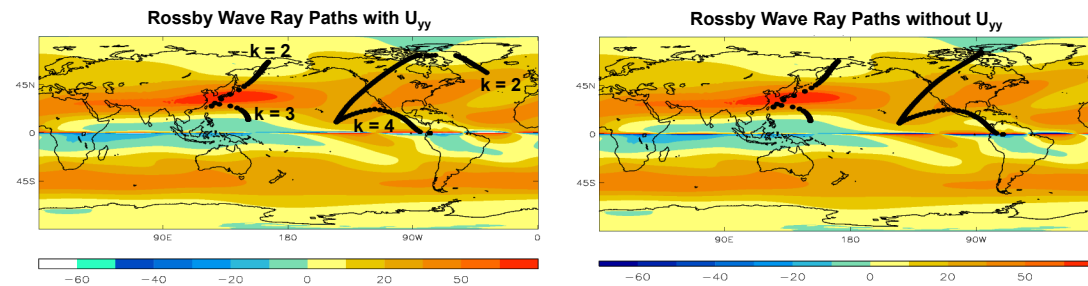 Rossby Wave Ray Paths with Uyy
k = 2
45N
k = 3
k = 2
k = 4
0
45S
90E 180 90W 0
−60 −40 −20 0 20 50
Rossby Wave Ray Paths without Uyy
45N
0
45S
90E 180 90W
−60 −40 −20 0 20 50